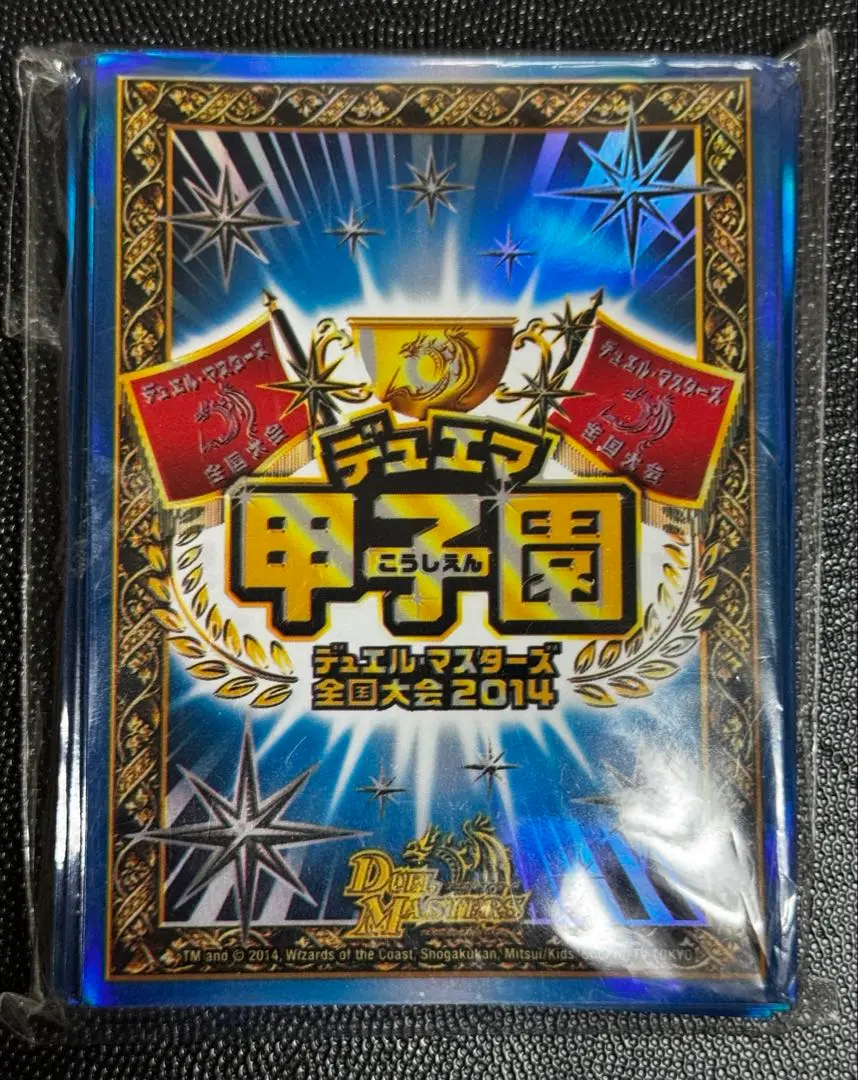 デュエル・マスターズ
全国大会
デュエル・マスターズ
全国大会
デュエマ
甲子園
こうしえん
デュエル・マスターズ
全国大会2014
DUEL MASTERS
TM and © 2014, Wizards of the Coast, Shogakukan, Mitsui/Kids, TV TOKYO